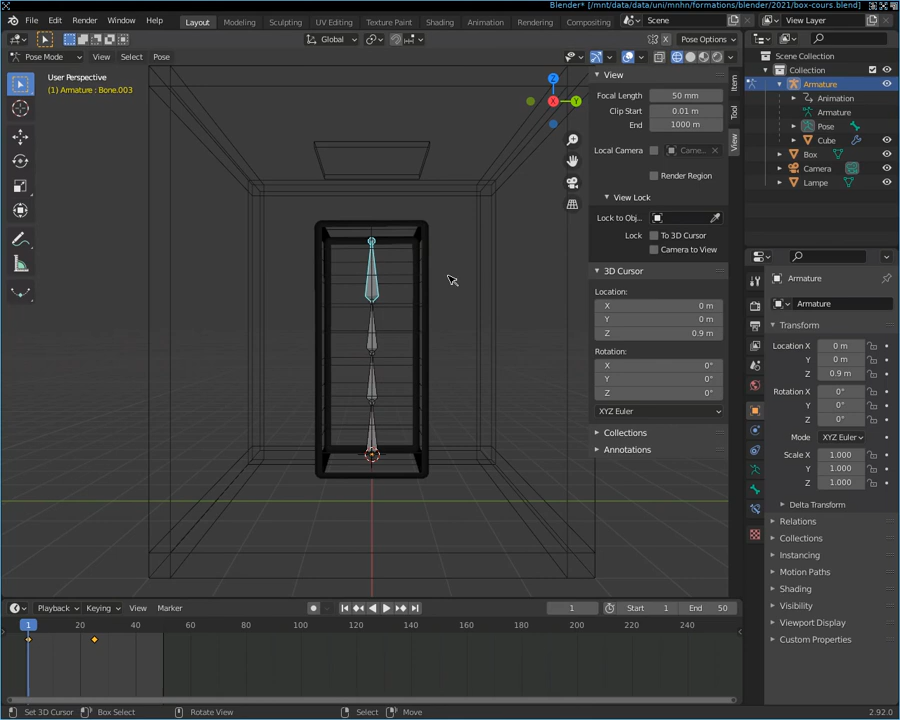 Blender* [/mnt/data/data/uni/mnhn/formations/blender/2021/box-cours.blend]
File Edit Render Window Help Layout Modeling Sculpting UV Editing Texture Paint Shading Animation Rendering Compositing Scene View Layer
Global Pose Options
Pose Mode View Select Pose
User Perspective
(1) Armature : Bone.003
Z
X
Y
View
Focal Length 50 mm
Clip Start 0.01 m
End 1000 m
Local Camera Came...
Render Region
View Lock
Lock to Obj...
Lock To 3D Cursor
Camera to View
3D Cursor
Location:
X 0 m
Y 0 m
Z 0.9 m
Rotation:
X 0°
Y 0°
Z 0°
XYZ Euler
Collections
Annotations
Item
Tool
View
Scene Collection
Collection
Armature
Animation
Armature
Pose
Cube
Box
Camera
Lampe
Armature
Armature
Transform
Location X 0 m
Y 0 m
Z 0.9 m
Rotation X 0°
Y 0°
Z 0°
Mode XYZ Euler
Scale X 1.000
Y 1.000
Z 1.000
Delta Transform
Relations
Collections
Instancing
Motion Paths
Shading
Visibility
Viewport Display
Custom Properties
Playback Keying View Marker 1 Start 1 End 50
1 20 40 60 80 100 120 140 160 180 200 220 240
Set 3D Cursor Box Select Rotate View Select Move 2.92.0